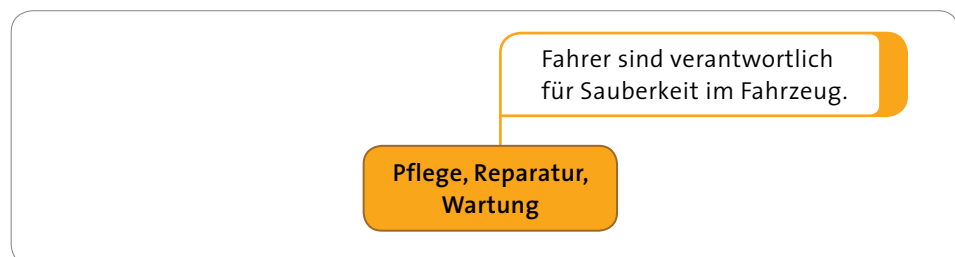 Fahrer sind verantwortlich
für Sauberkeit im Fahrzeug.
Pflege, Reparatur,
Wartung